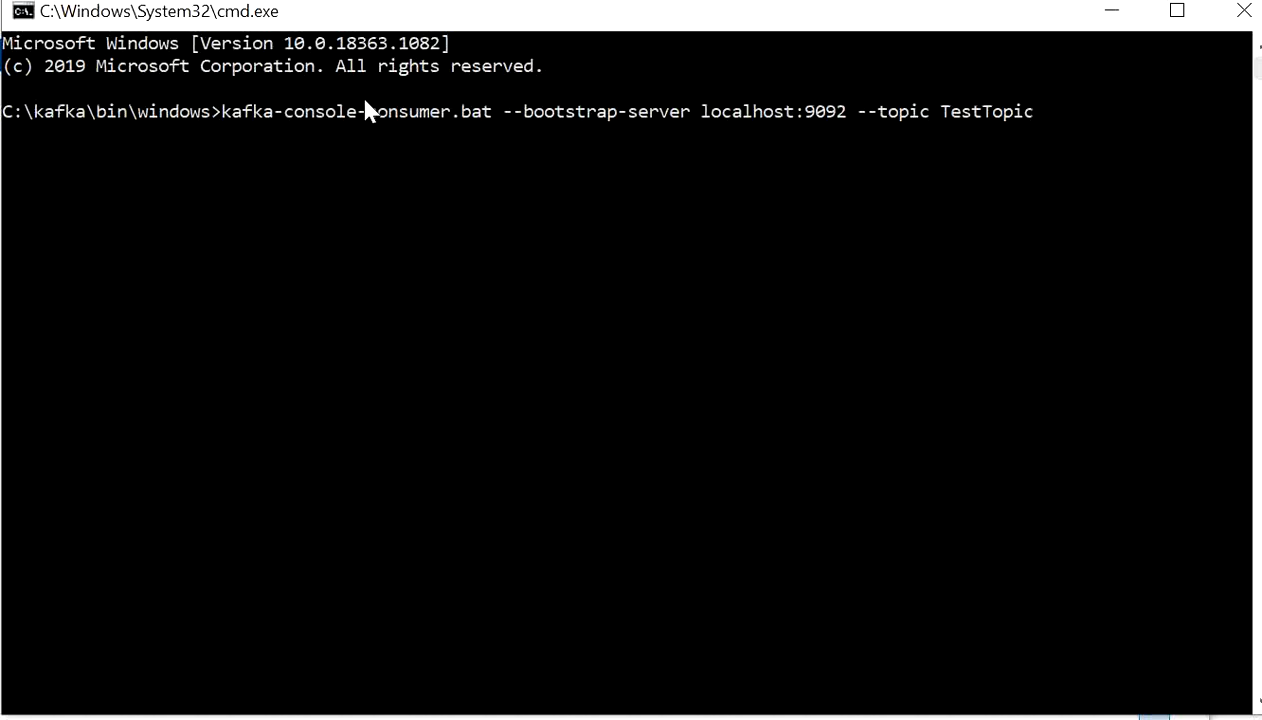 C:\Windows\System32\cmd.exe
Microsoft Windows [Version 10.0.18363.1082]
(c) 2019 Microsoft Corporation. All rights reserved.
C:\kafka\bin\windows>kafka-console-consumer.bat --bootstrap-server localhost:9092 --topic TestTopic